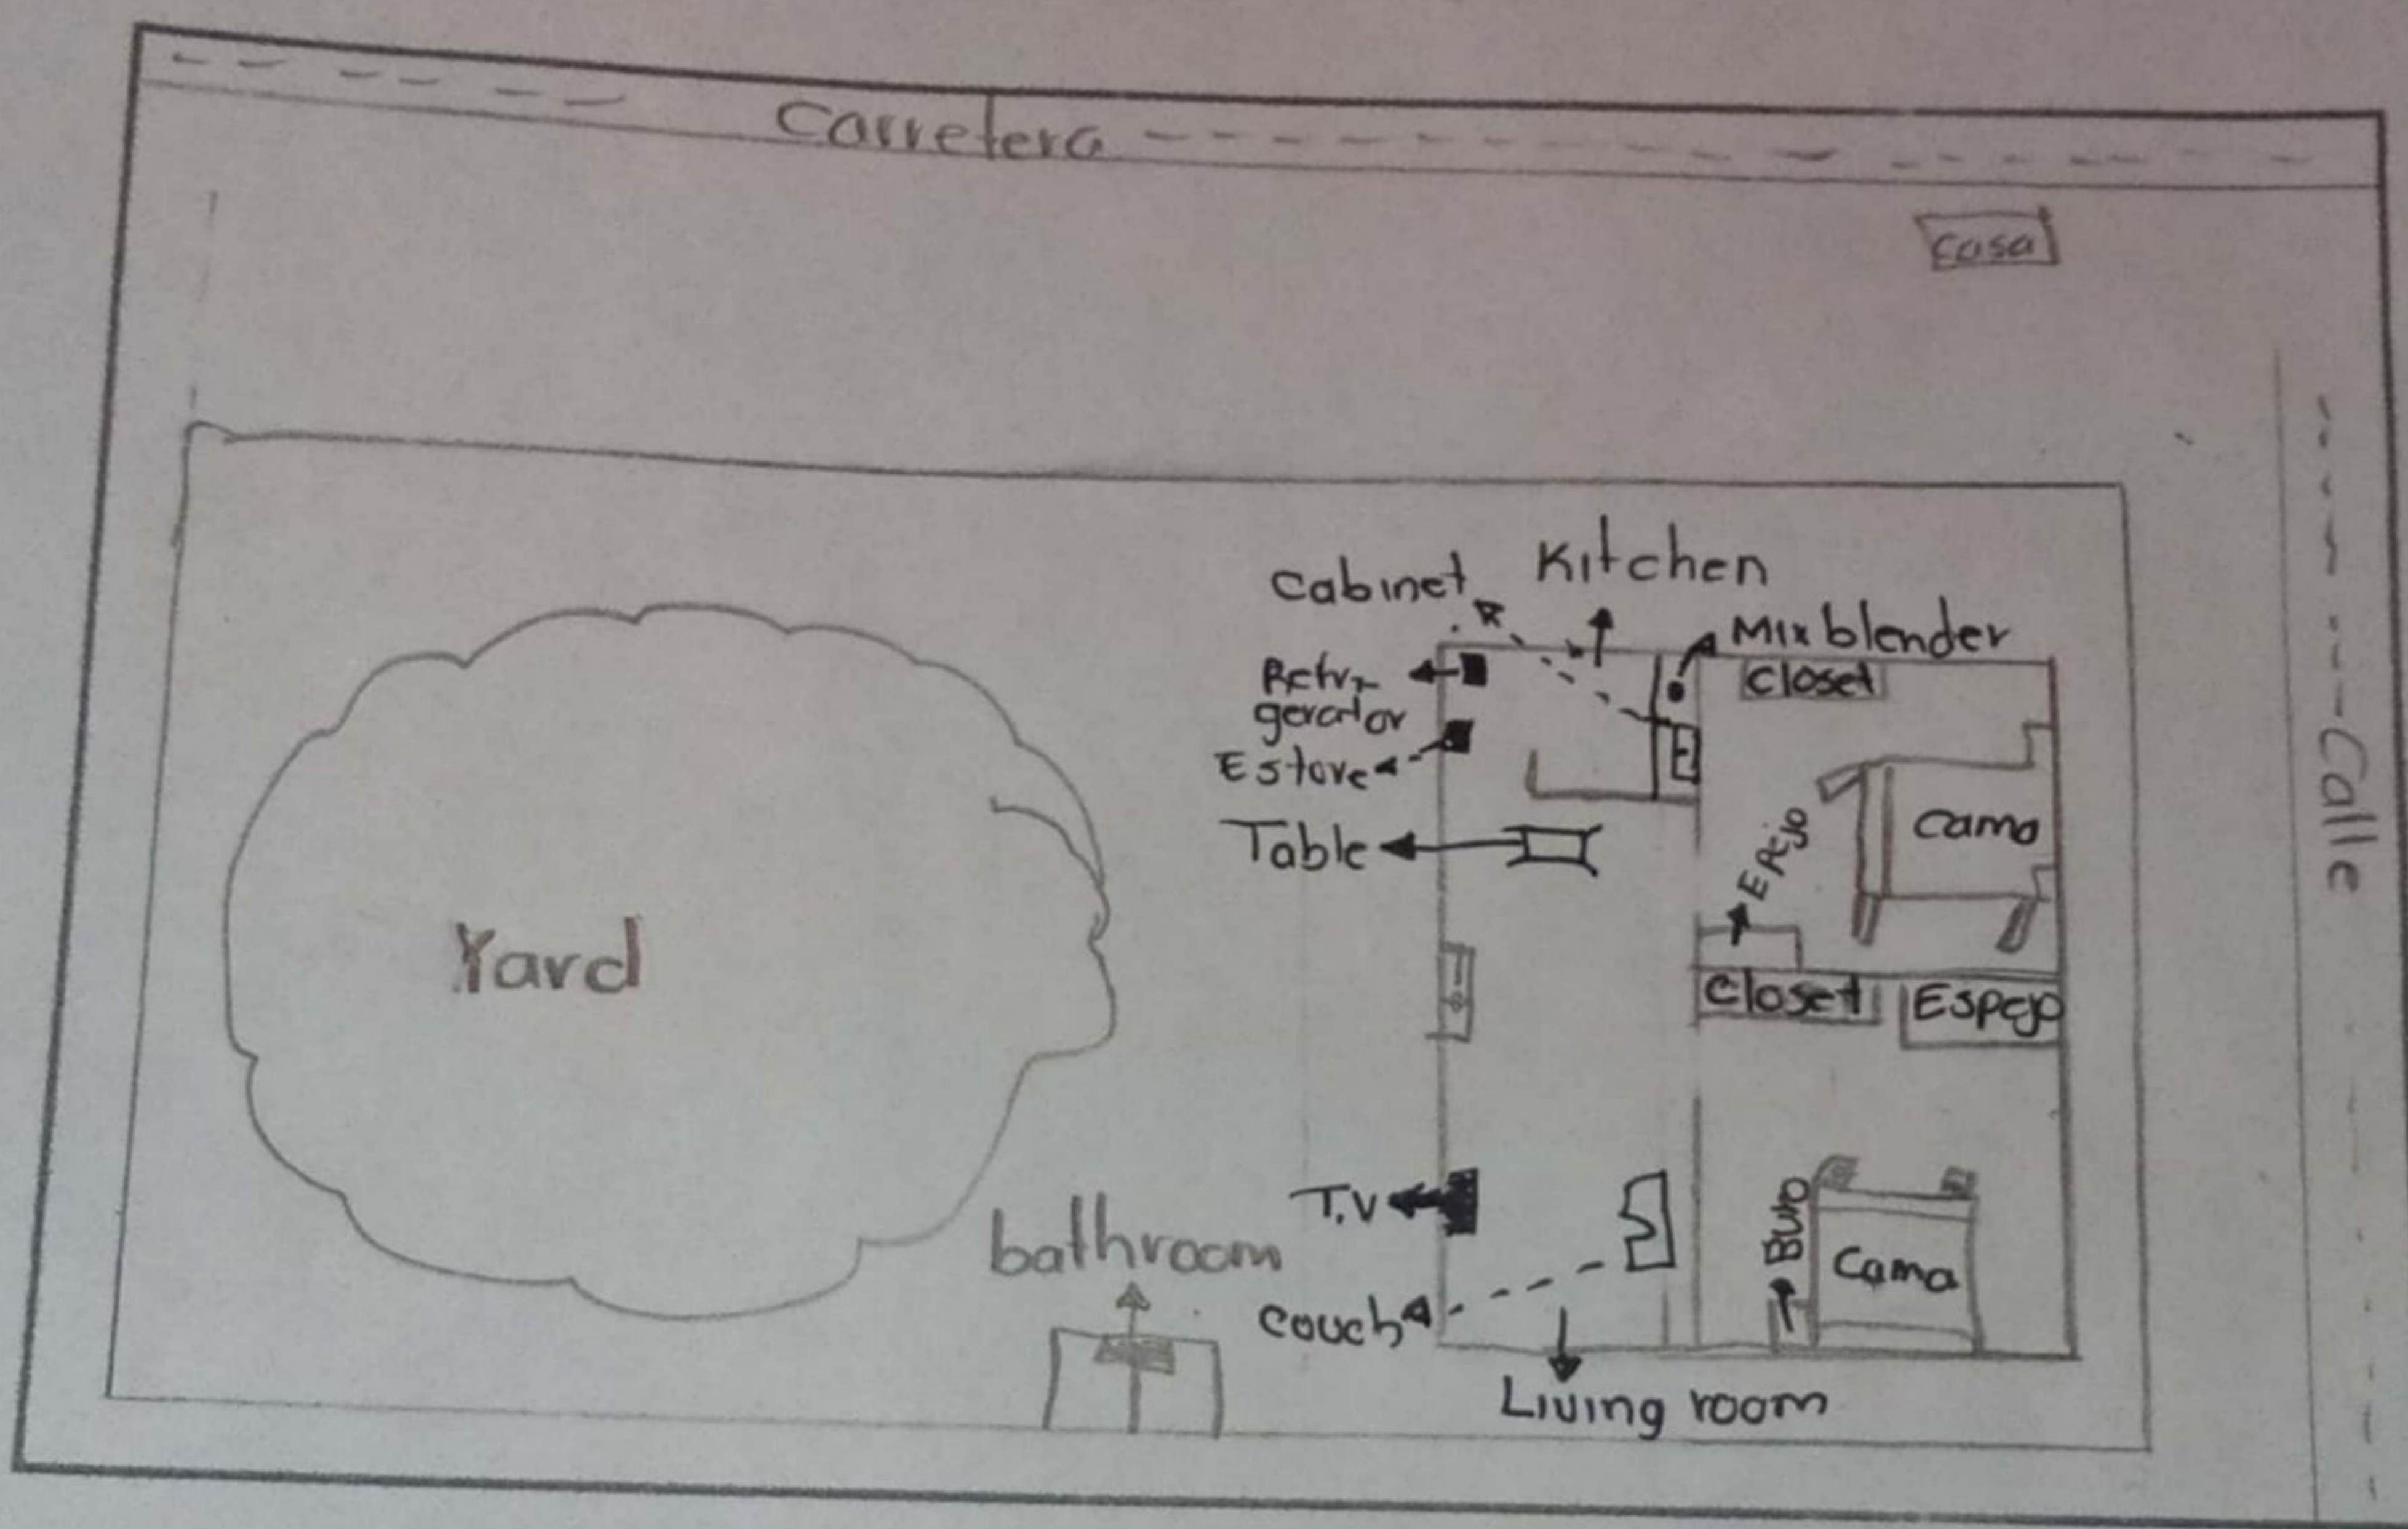 Carretera
casa
Calle
Kitchen
Cabinet
Mix blender
Refri-
gerator
Closet
Estove
Cama
Table
Espejo
Yard
Closet
Espejo
T.V
Buro
bathroom
Cama
couch
Living room